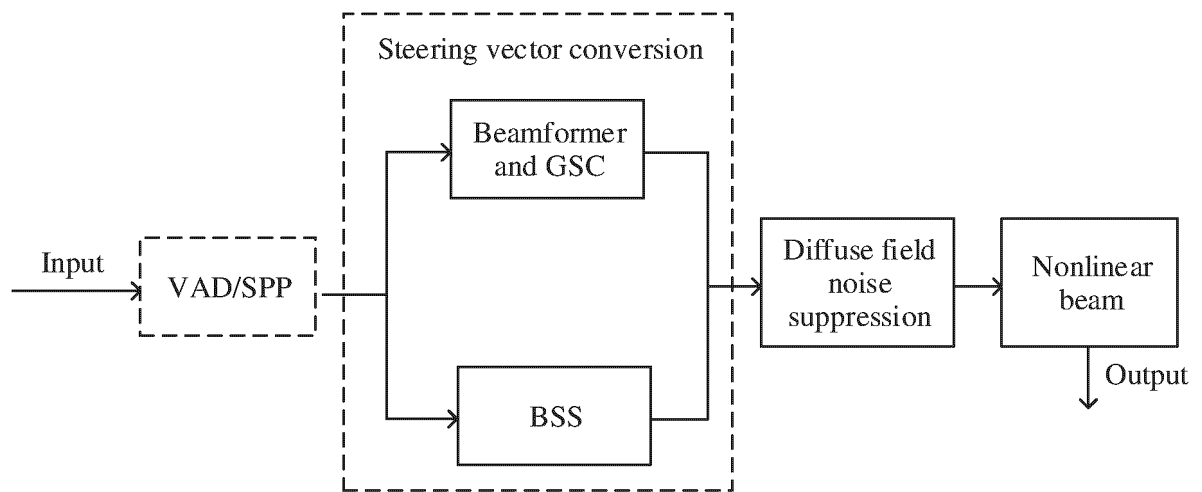 Steering vector conversion
Beamformer
and GSC
Input
VAD/SPP
Diffuse field
noise
suppression
Nonlinear
beam
Output
BSS